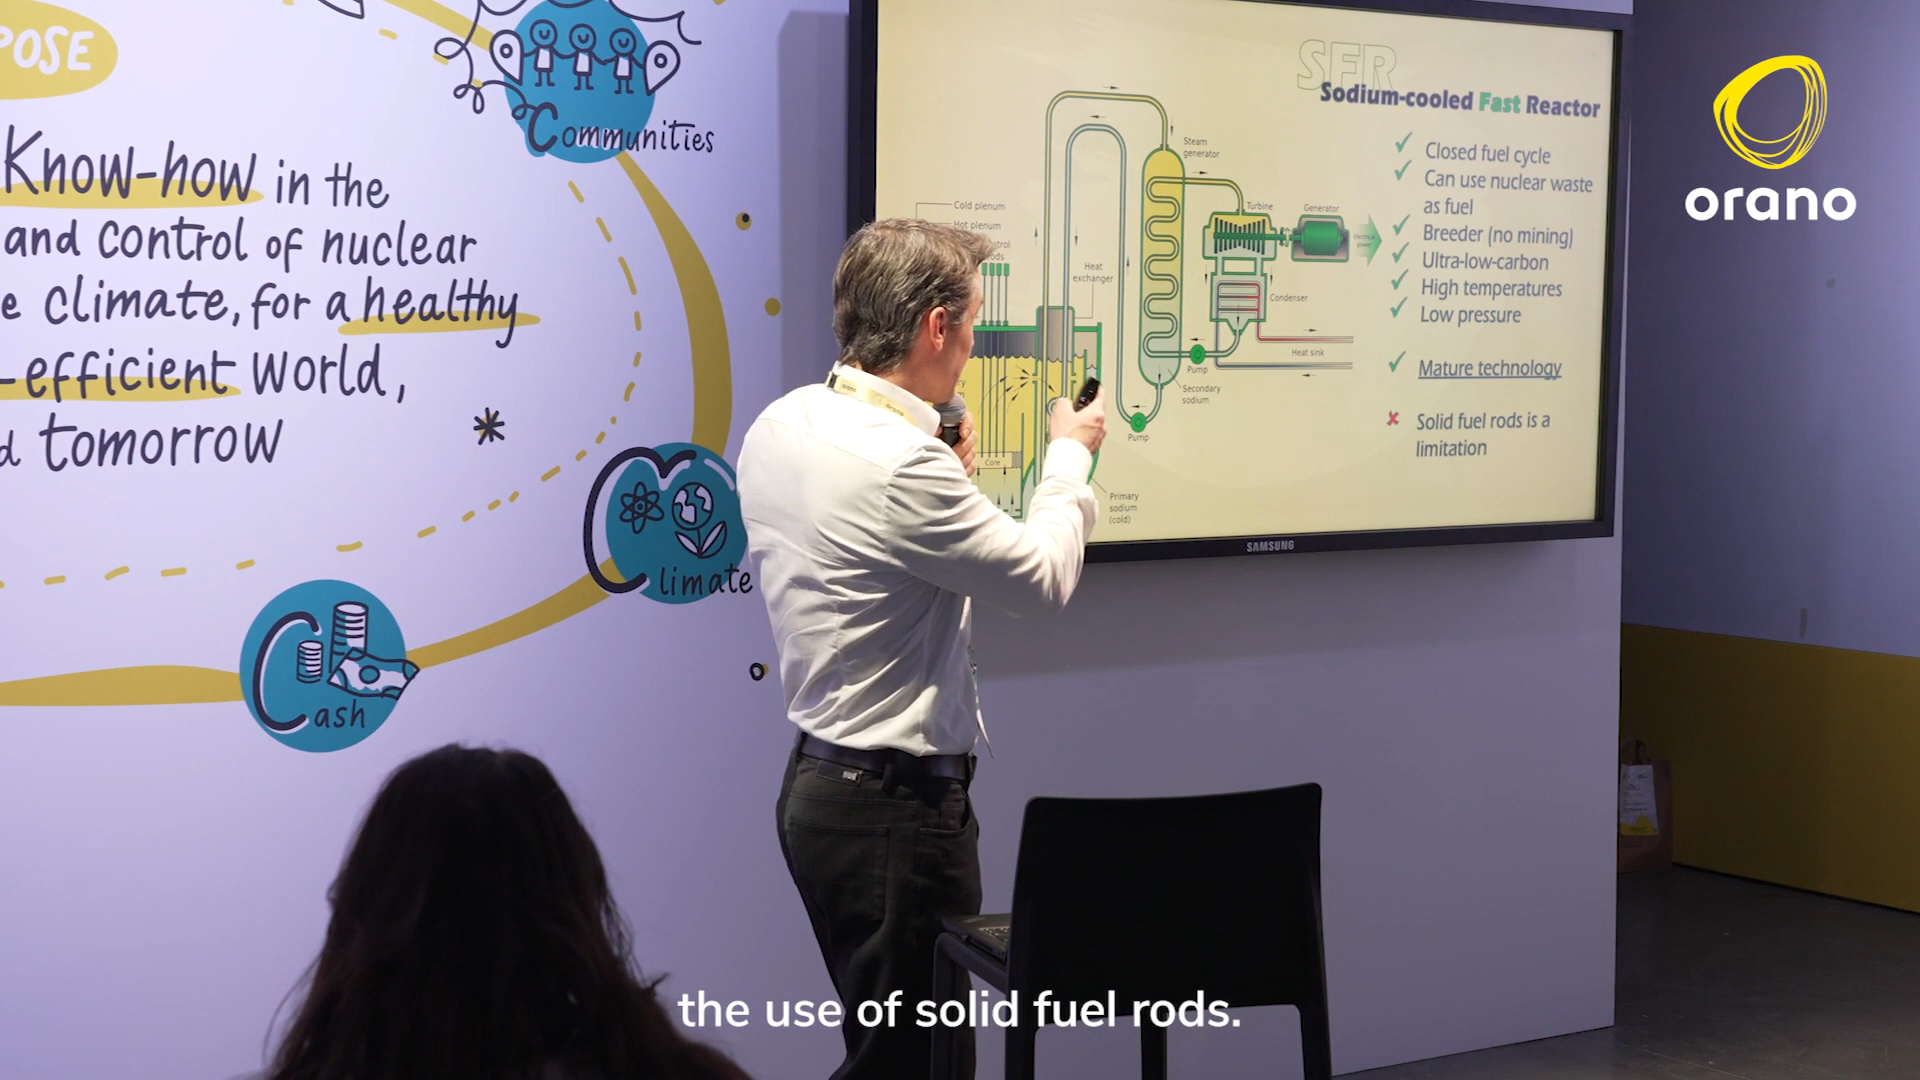 POSE
Communities
Know-how in the
and control of nuclear
e climate, for a healthy
-efficient world,
d tomorrow
Climate
Cash
SFR
Sodium-cooled Fast Reactor
✓ Closed fuel cycle
✓ Can use nuclear waste
as fuel
✓ Breeder (no mining)
✓ Ultra-low-carbon
✓ High temperatures
✓ Low pressure
✓ Mature technology
✘ Solid fuel rods is a
limitation
Cold plenum
Hot plenum
Heat
exchanger
Steam
generator
Turbine
Generator
Condenser
Heat sink
Pump
Secondary
sodium
Pump
Core
Primary
sodium
(cold)
SAMSUNG
orano
the use of solid fuel rods.